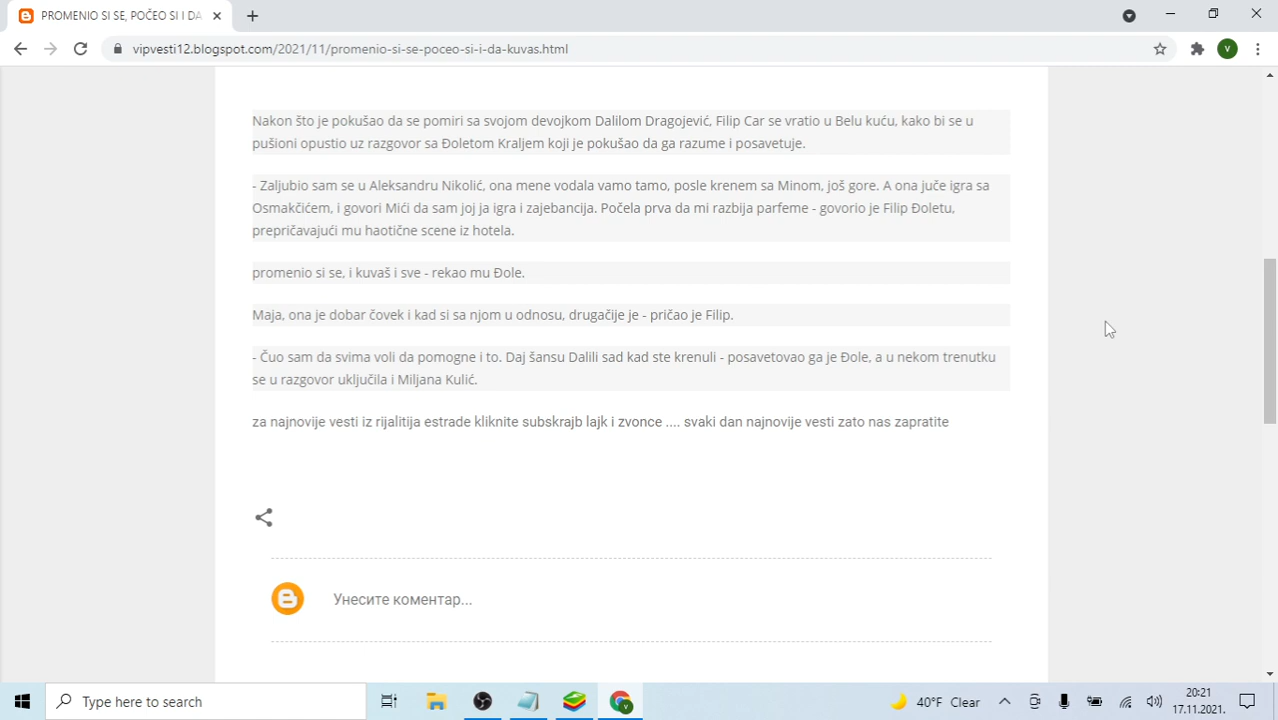 PROMENIO SI SE, POČEO SI I DA
vipvesti12.blogspot.com/2021/11/promenio-si-se-poceo-si-i-da-kuvas.html
V
Nakon što je pokušao da se pomiri sa svojom devojkom Dalilom Dragojević, Filip Car se vratio u Belu kuću, kako bi se u
pušioni opustio uz razgovor sa Đoletom Kraljem koji je pokušao da ga razume i posavetuje.
- Zaljubio sam se u Aleksandru Nikolić, ona mene vodala vamo tamo, posle krenem sa Minom, još gore. A ona juče igra sa
Osmakčićem, i govori Mići da sam joj ja igra i zajebancija. Počela prva da mi razbija parfeme - govorio je Filip Đoletu,
prepričavajući mu haotične scene iz hotela.
promenio si se, i kuvaš i sve - rekao mu Đole.
Maja, ona je dobar čovek i kad si sa njom u odnosu, drugačije je - pričao je Filip.
- Čuo sam da svima voli da pomogne i to. Daj šansu Dalili sad kad ste krenuli - posavetovao ga je Đole, a u nekom trenutku
se u razgovor uključila i Miljana Kulić.
za najnovije vesti iz rijalitija estrade kliknite subskrajb lajk i zvonce .... svaki dan najnovije vesti zato nas zapratite
Унесите коментар...
Type here to search
40°F Clear
20:21
17.11.2021.